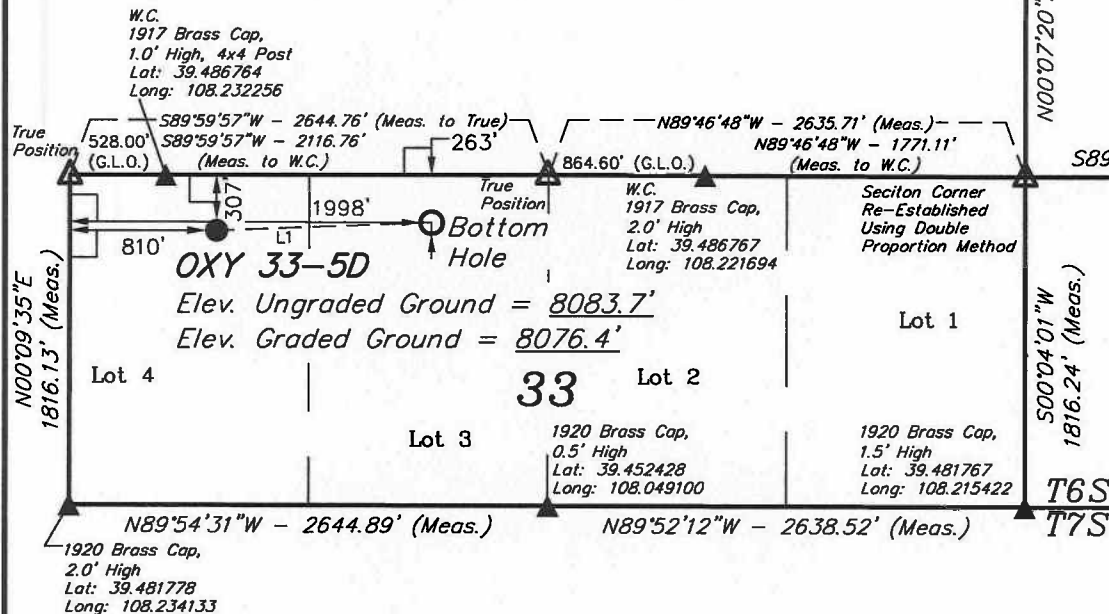 W.C.
1917 Brass Cap,
1.0' High, 4x4 Post
Lat: 39.486764
Long: 108.232256
N00°07'20"
True
Position
528.00'
(G.L.O.)
S89°59'57"W - 2644.76' (Meas. to True)
S89°59'57"W - 2116.76'
(Meas. to W.C.)
263'
N89°46'48"W - 2635.71' (Meas.)
N89°46'48"W - 1771.11'
(Meas. to W.C.)
864.60' (G.L.O.)
S89
True
Position
W.C.
1917 Brass Cap,
2.0' High
Lat: 39.486767
Long: 108.221694
Seciton Corner
Re-Established
Using Double
Proportion Method
307'
810'
1998'
L1
Bottom
Hole
OXY 33-5D
Elev. Ungraded Ground = 8083.7'
Elev. Graded Ground = 8076.4'
N00°09'35"E
1816.13' (Meas.)
Lot 4
Lot 3
33
Lot 2
Lot 1
S00°04'01"W
1816.24' (Meas.)
1920 Brass Cap,
0.5' High
Lat: 39.452428
Long: 108.049100
1920 Brass Cap,
1.5' High
Lat: 39.481767
Long: 108.215422
T6S
T7S
N89°54'31"W - 2644.89' (Meas.)
N89°52'12"W - 2638.52' (Meas.)
1920 Brass Cap,
2.0' High
Lat: 39.481778
Long: 108.234133